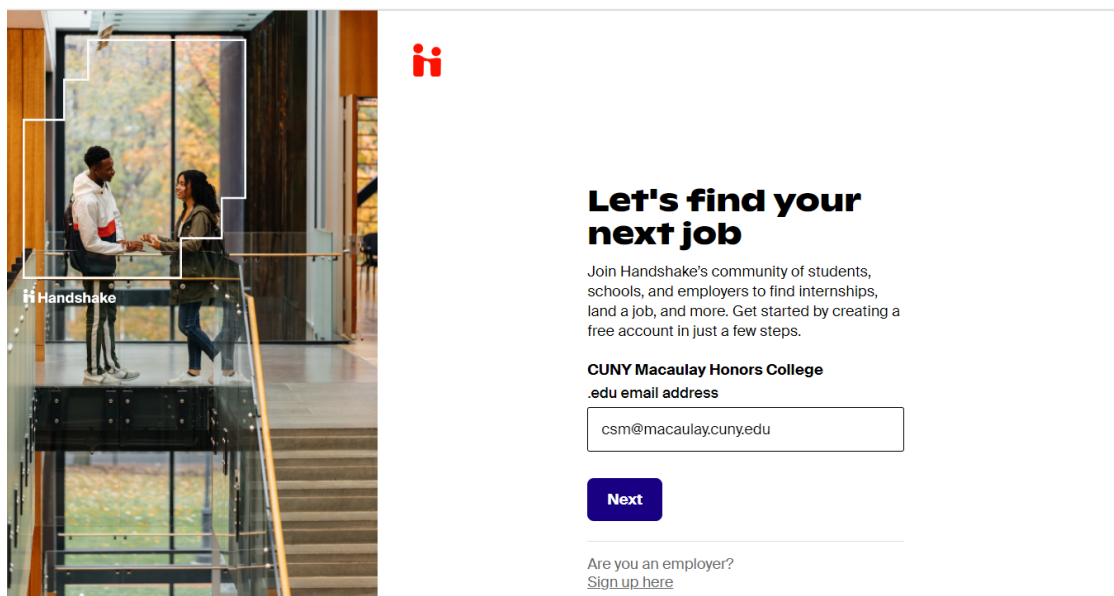 Handshake
Let's find your
next job
Join Handshake’s community of students,
schools, and employers to find internships,
land a job, and more. Get started by creating a
free account in just a few steps.
CUNY Macaulay Honors College
.edu email address
csm@macaulay.cuny.edu
Next
Are you an employer?
Sign up here